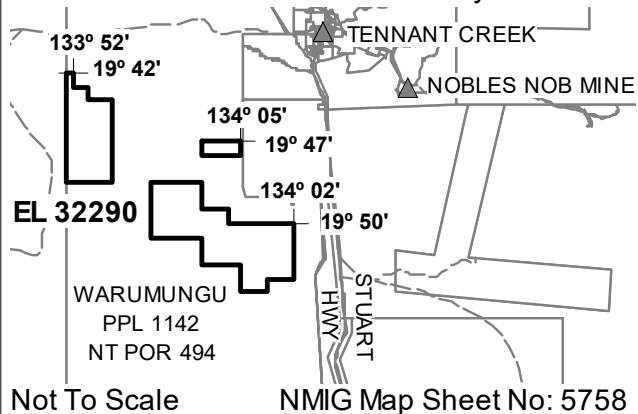 TENNANT CREEK
133º 52'
19º 42'
NOBLES NOB MINE
134º 05'
19º 47'
134º 02'
EL 32290
19º 50'
WARUMUNGU
PPL 1142
NT POR 494
STUART
HWY
Not To Scale
NMIG Map Sheet No: 5758